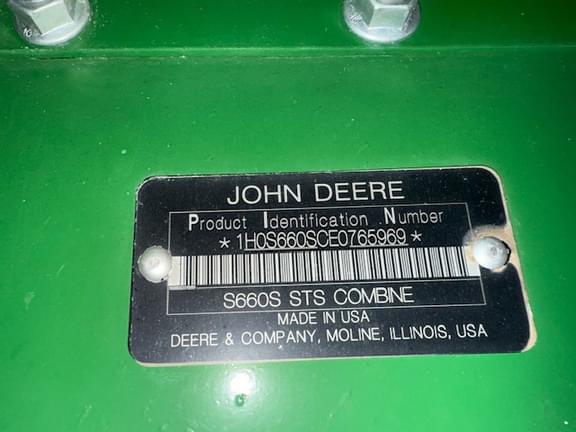 JOHN DEERE
Product Identification Number
*1H0S660SCE0765969*
S660S STS COMBINE
MADE IN USA
DEERE & COMPANY, MOLINE, ILLINOIS, USA